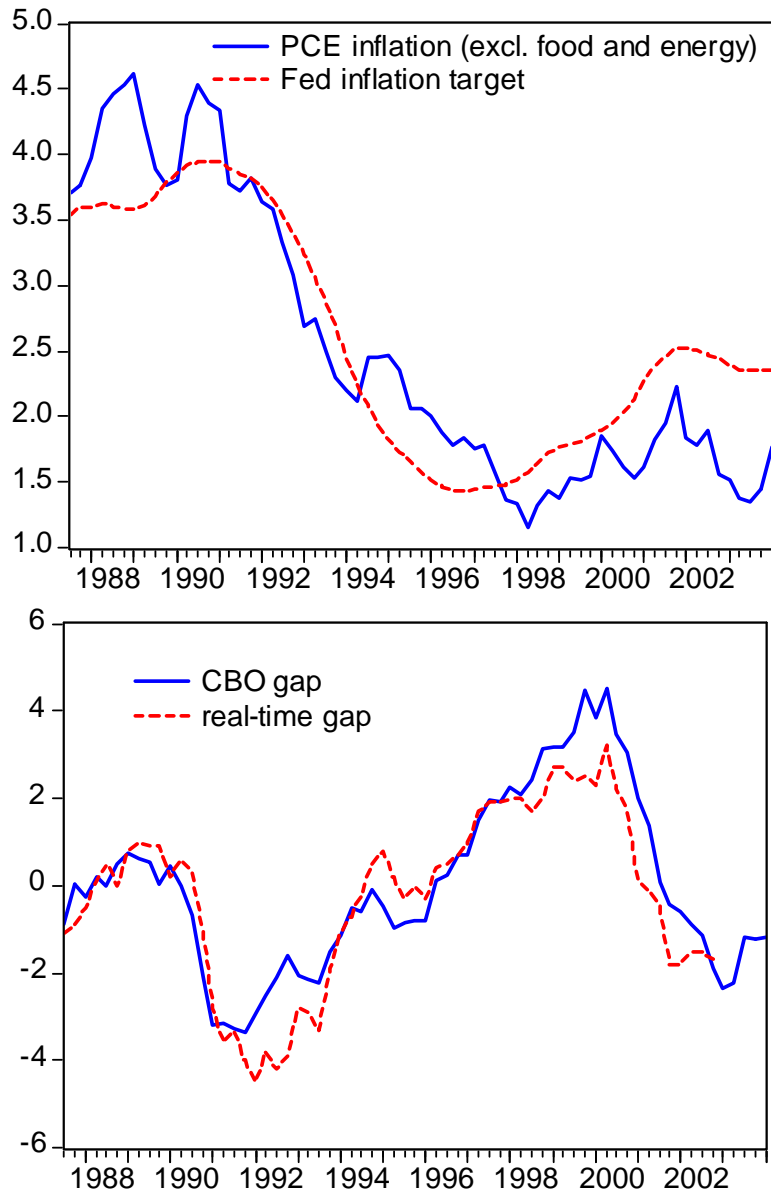 5.0
PCE inflation (excl. food and energy)
Fed inflation target
4.5
4.0
3.5
3.0
2.5
2.0
1.5
1.0
1988 1990 1992 1994 1996 1998 2000 2002
6
CBO gap
real-time gap
4
2
0
-2
-4
-6
1988 1990 1992 1994 1996 1998 2000 2002